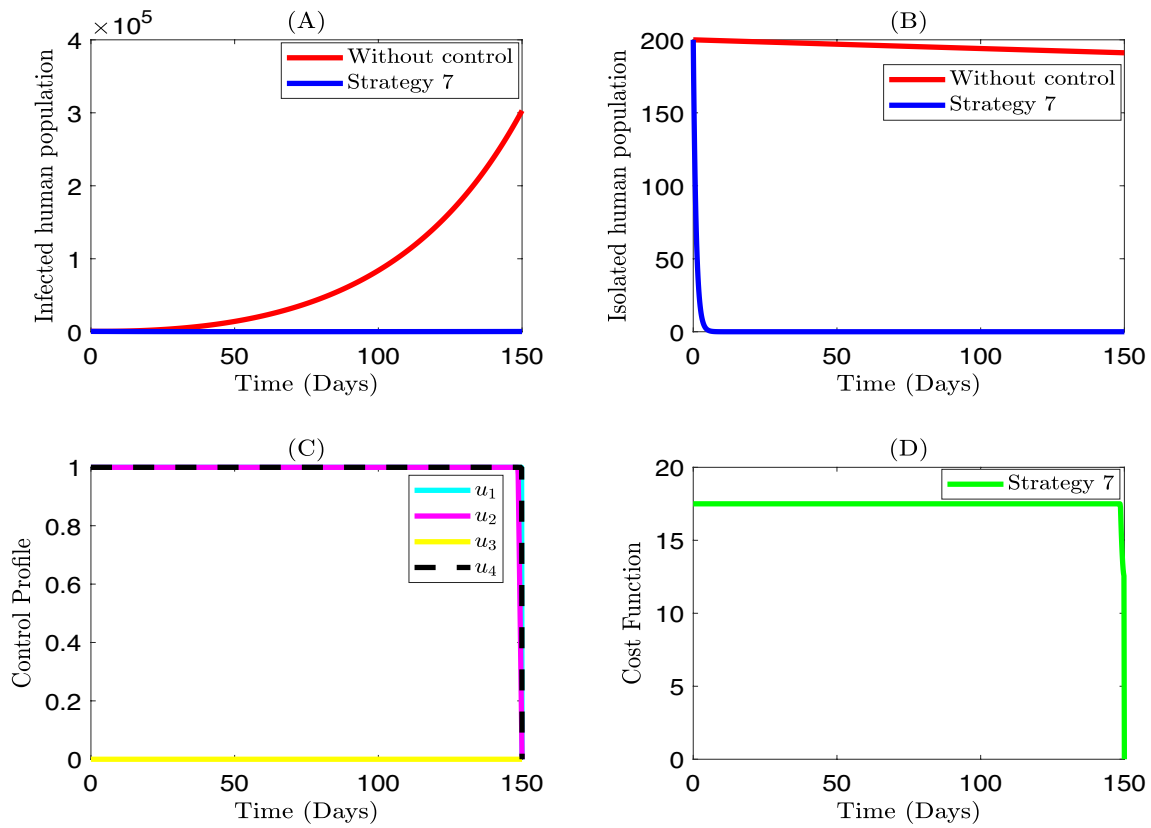 (A)
× 10^5
4
3
2
1
0
0 50 100 150
Infected human population
Time (Days)
Without control
Strategy 7
(B)
200
150
100
50
0
0 50 100 150
Isolated human population
Time (Days)
Without control
Strategy 7
(C)
1
0.8
0.6
0.4
0.2
0
0 50 100 150
Control Profile
Time (Days)
u₁
u₂
u₃
u₄
(D)
20
15
10
5
0
0 50 100 150
Cost Function
Time (Days)
Strategy 7